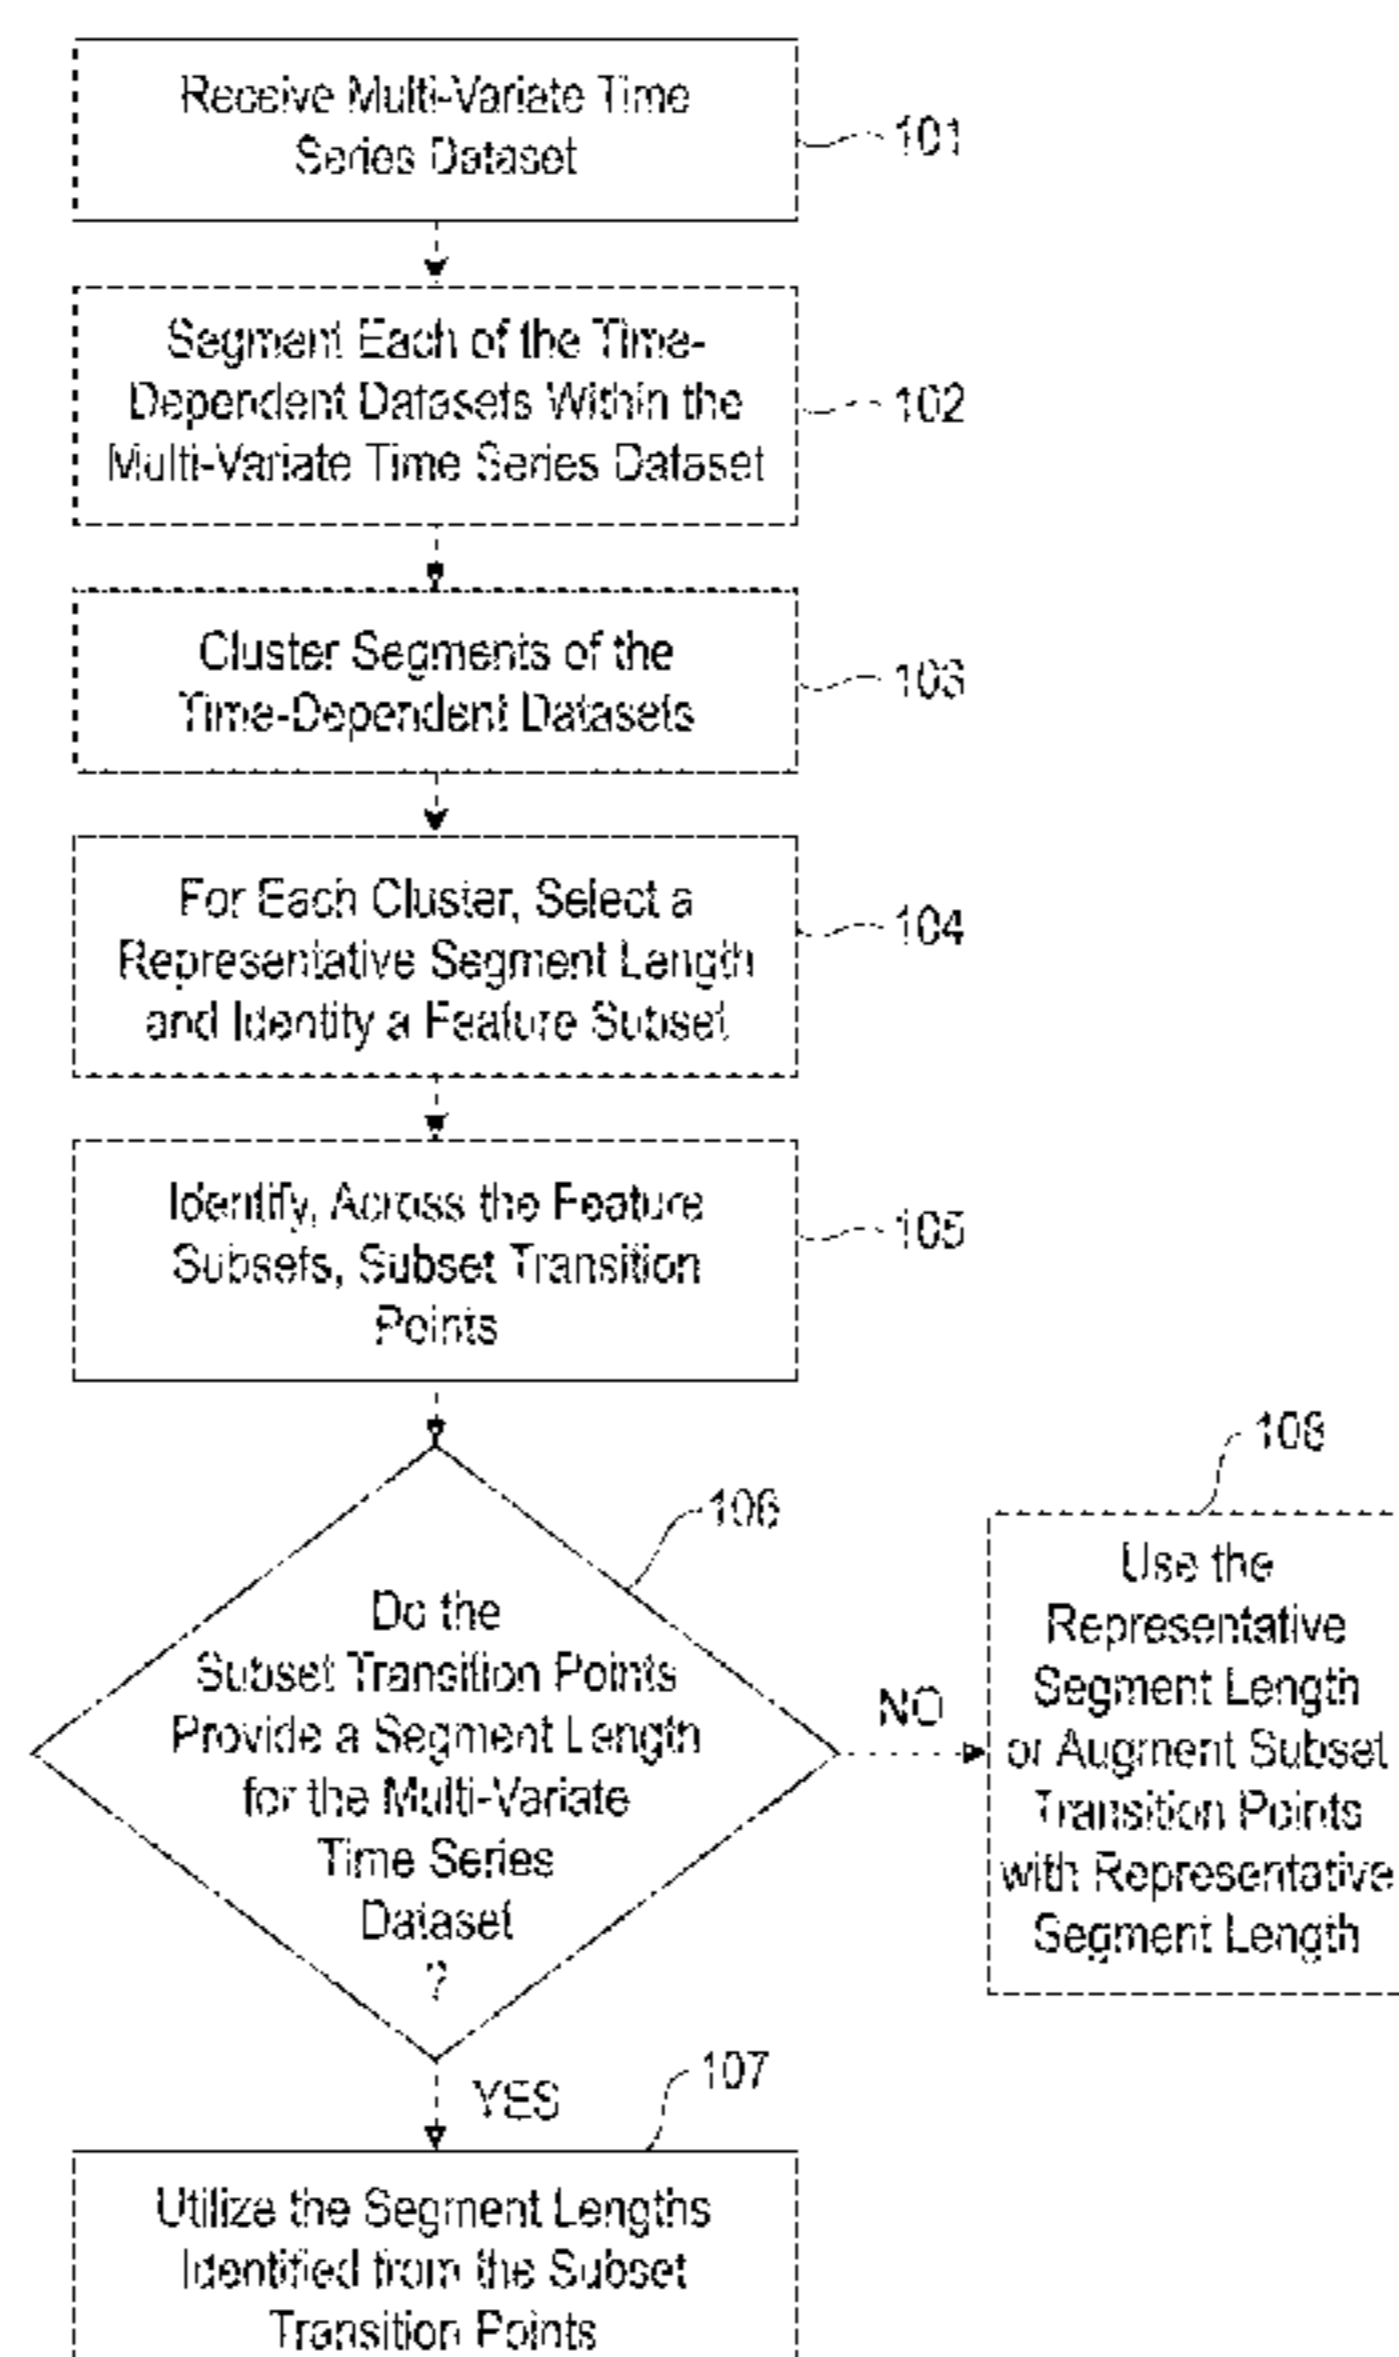 Receive Multi-Variate Time
Series Dataset
101
Segment Each of the Time-
Dependent Datasets Within the
Multi-Variate Time Series Dataset
102
Cluster Segments of the
Time-Dependent Datasets
103
For Each Cluster, Select a
Representative Segment Length
and Identify a Feature Subset
104
Identify, Across the Feature
Subsets, Subset Transition
Points
105
106
Do the
Subset Transition Points
Provide a Segment Length
for the Multi-Variate
Time Series
Dataset
?
NO
108
Use the
Representative
Segment Length
or Augment Subset
Transition Points
with Representative
Segment Length
YES
107
Utilize the Segment Lengths
Identified from the Subset
Transition Points